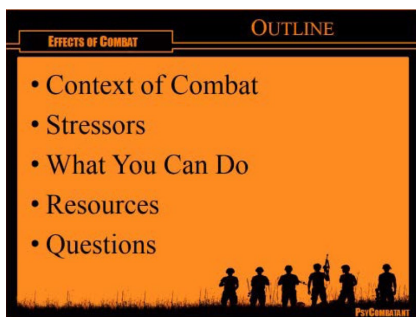 OUTLINE
EFFECTS OF COMBAT
• Context of Combat
• Stressors
• What You Can Do
• Resources
• Questions
PSYCOMBATANT